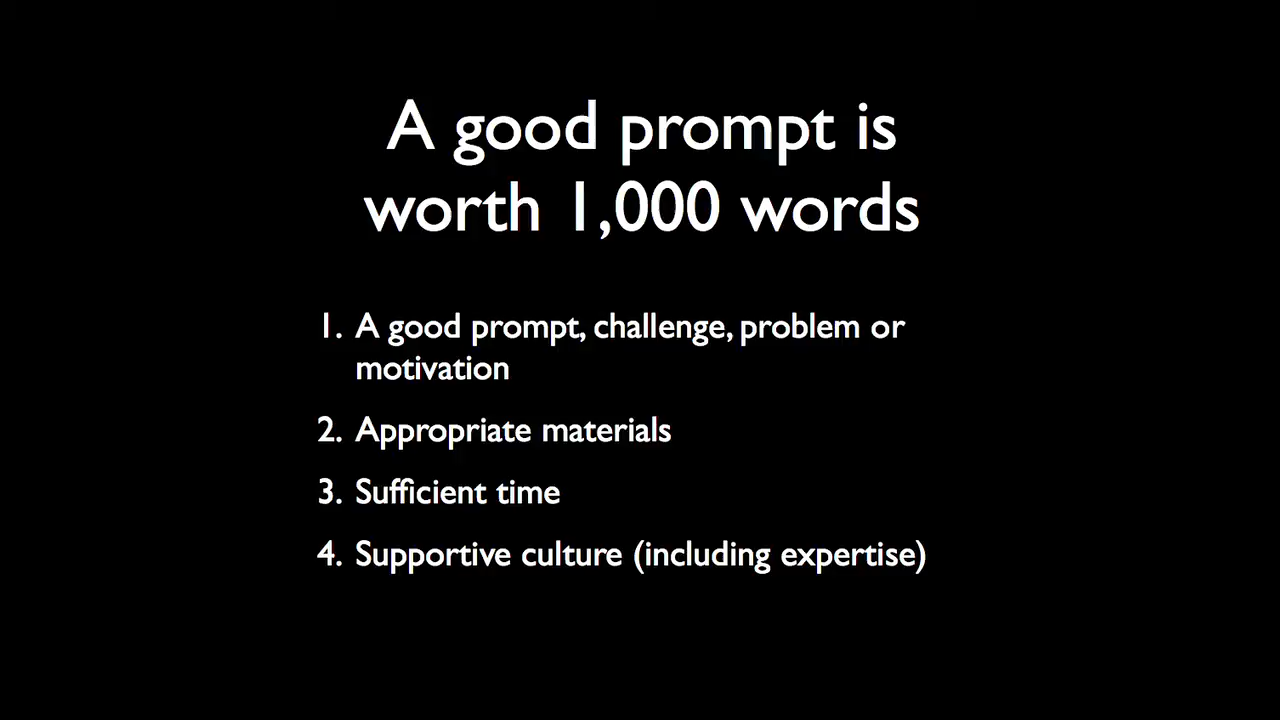 A good prompt is
worth 1,000 words
1. A good prompt, challenge, problem or
motivation
2. Appropriate materials
3. Sufficient time
4. Supportive culture (including expertise)